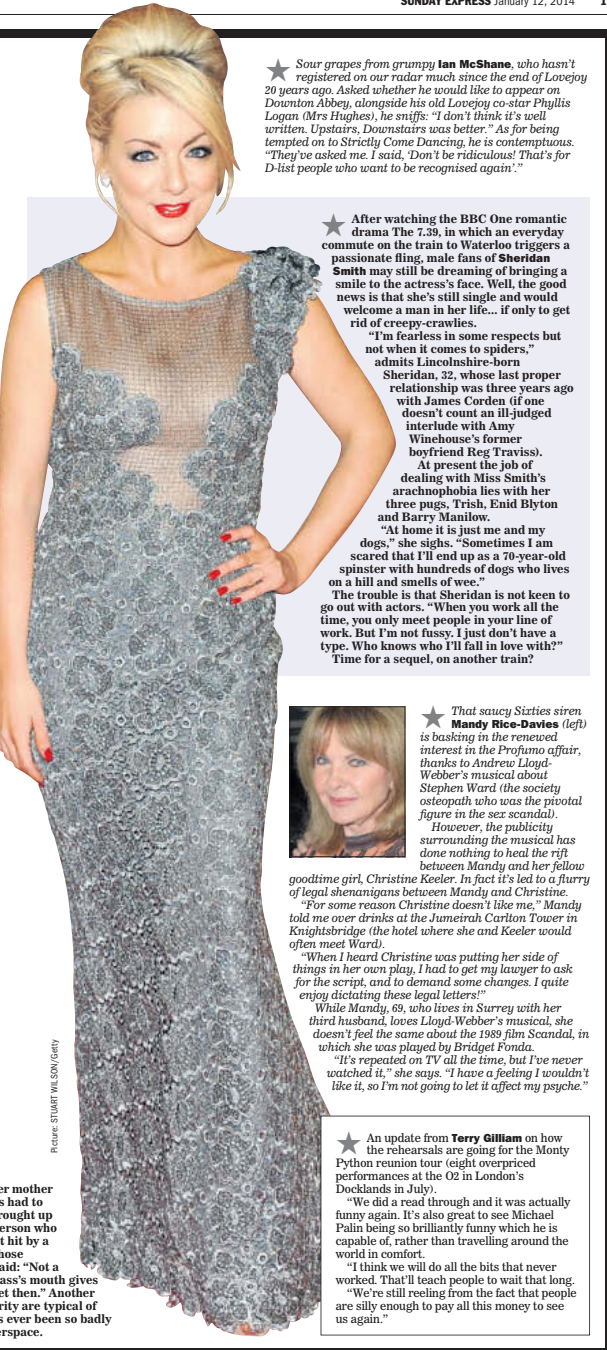 SUNDAY EXPRESS January 12, 2014 1
Sour grapes from grumpy Ian McShane, who hasn't
registered on our radar much since the end of Lovejoy
20 years ago. Asked whether he would like to appear on
Downton Abbey, alongside his old Lovejoy co-star Phyllis
Logan (Mrs Hughes), he sniffs: “I don't think it's well
written. Upstairs, Downstairs was better.” As for being
tempted on to Strictly Come Dancing, he is contemptuous.
“They've asked me. I said, ‘Don't be ridiculous! That's for
D-list people who want to be recognised again’.”
After watching the BBC One romantic
drama The 7.39, in which an everyday
commute on the train to Waterloo triggers a
passionate fling, male fans of Sheridan
Smith may still be dreaming of bringing a
smile to the actress's face. Well, the good
news is that she's still single and would
welcome a man in her life... if only to get
rid of creepy-crawlies.
“I'm fearless in some respects but
not when it comes to spiders,”
admits Lincolnshire-born
Sheridan, 32, whose last proper
relationship was three years ago
with James Corden (if one
doesn't count an ill-judged
interlude with Amy
Winehouse's former
boyfriend Reg Traviss).
At present the job of
dealing with Miss Smith's
arachnophobia lies with her
three pugs, Trish, Enid Blyton
and Barry Manilow.
“At home it is just me and my
dogs,” she sighs. “Sometimes I am
scared that I'll end up as a 70-year-old
spinster with hundreds of dogs who lives
on a hill and smells of wee.”
The trouble is that Sheridan is not keen to
go out with actors. “When you work all the
time, you only meet people in your line of
work. But I'm not fussy. I just don't have a
type. Who knows who I'll fall in love with?”
Time for a sequel, on another train?
That saucy Sixties siren
Mandy Rice-Davies (left)
is basking in the renewed
interest in the Profumo affair,
thanks to Andrew Lloyd-
Webber's musical about
Stephen Ward (the society
osteopath who was the pivotal
figure in the sex scandal).
However, the publicity
surrounding the musical has
done nothing to heal the rift
between Mandy and her fellow
goodtime girl, Christine Keeler. In fact it's led to a flurry
of legal shenanigans between Mandy and Christine.
“For some reason Christine doesn't like me,” Mandy
told me over drinks at the Jumeirah Carlton Tower in
Knightsbridge (the hotel where she and Keeler would
often meet Ward).
“When I heard Christine was putting her side of
things in her own play, I had to get my lawyer to ask
for the script, and to demand some changes. I quite
enjoy dictating these legal letters!”
While Mandy, 69, who lives in Surrey with her
third husband, loves Lloyd-Webber's musical, she
doesn't feel the same about the 1989 film Scandal, in
which she was played by Bridget Fonda.
“It's repeated on TV all the time, but I've never
watched it,” she says. “I have a feeling I wouldn't
like it, so I'm not going to let it affect my psyche.”
Picture: STUART WILSON/Getty
An update from Terry Gilliam on how
the rehearsals are going for the Monty
Python reunion tour (eight overpriced
performances at the O2 in London's
Docklands in July).
“We did a read through and it was actually
funny again. It's also great to see Michael
Palin being so brilliantly funny which he is
capable of, rather than travelling around the
world in comfort.
“I think we will do all the bits that never
worked. That'll teach people to wait that long.
“We're still reeling from the fact that people
are silly enough to pay all this money to see
us again.”
er mother
s had to
rought up
erson who
t hit by a
hose
aid: “Not a
ass's mouth gives
et then.” Another
rity are typical of
s ever been so badly
erspace.